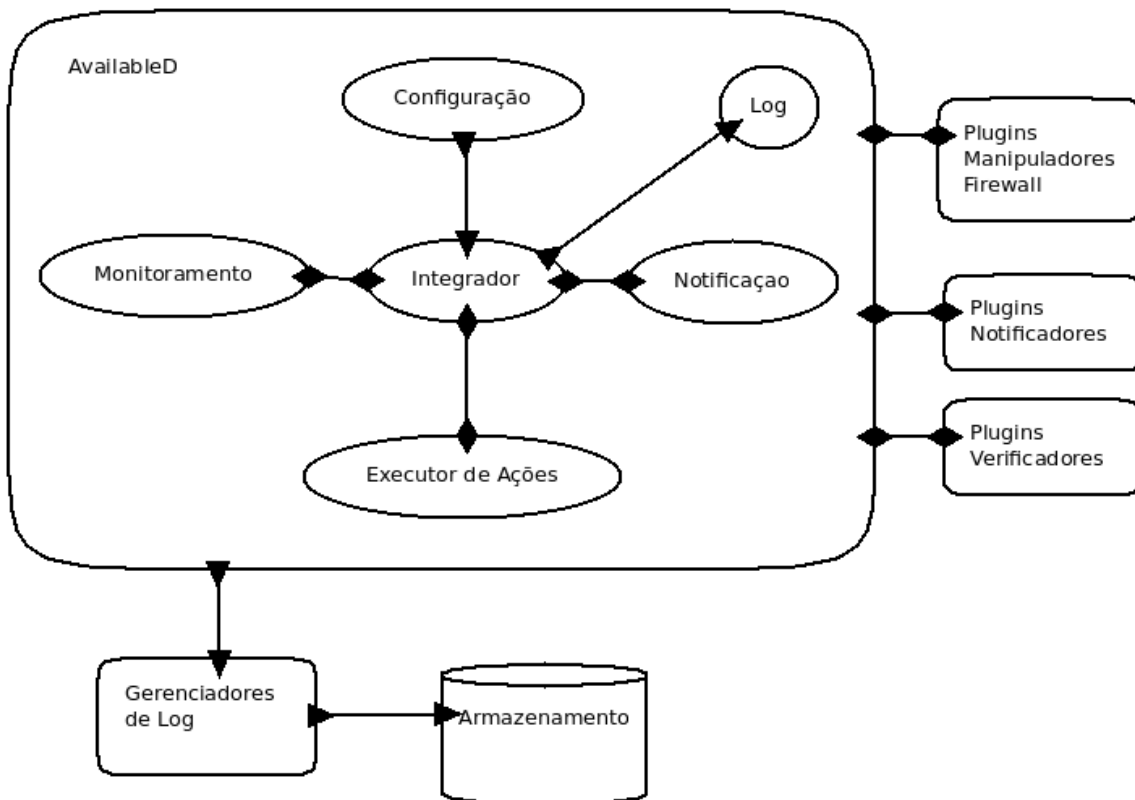 AvailableD
Configuração
Log
Plugins
Manipuladores
Firewall
Monitoramento
Integrador
Notificaçao
Plugins
Notificadores
Plugins
Verificadores
Executor de Ações
Gerenciadores
de Log
Armazenamento